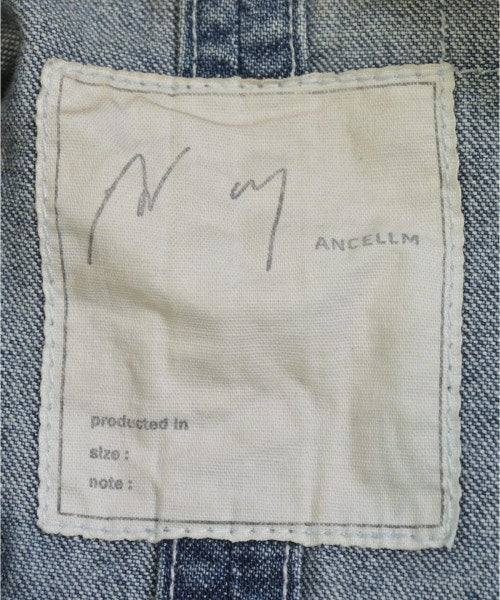 ANCELLM
producted in
size :
note :